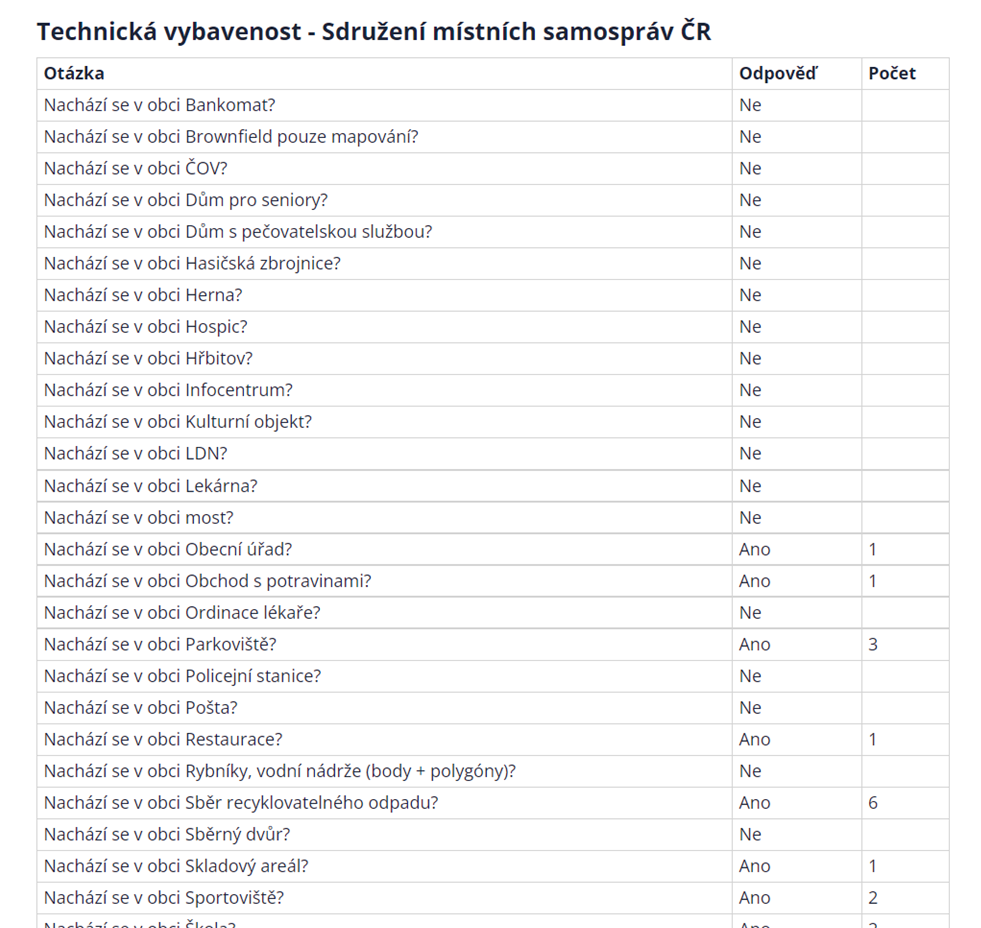 Technická vybavenost - Sdružení místních samospráv ČR
Otázka Odpověď Počet
Nachází se v obci Bankomat? Ne
Nachází se v obci Brownfield pouze mapování? Ne
Nachází se v obci ČOV? Ne
Nachází se v obci Dům pro seniory? Ne
Nachází se v obci Dům s pečovatelskou službou? Ne
Nachází se v obci Hasičská zbrojnice? Ne
Nachází se v obci Herna? Ne
Nachází se v obci Hospic? Ne
Nachází se v obci Hřbitov? Ne
Nachází se v obci Infocentrum? Ne
Nachází se v obci Kulturní objekt? Ne
Nachází se v obci LDN? Ne
Nachází se v obci Lekárna? Ne
Nachází se v obci most? Ne
Nachází se v obci Obecní úřad? Ano 1
Nachází se v obci Obchod s potravinami? Ano 1
Nachází se v obci Ordinace lékaře? Ne
Nachází se v obci Parkoviště? Ano 3
Nachází se v obci Policejní stanice? Ne
Nachází se v obci Pošta? Ne
Nachází se v obci Restaurace? Ano 1
Nachází se v obci Rybníky, vodní nádrže (body + polygóny)? Ne
Nachází se v obci Sběr recyklovatelného odpadu? Ano 6
Nachází se v obci Sběrný dvůr? Ne
Nachází se v obci Skladový areál? Ano 1
Nachází se v obci Sportoviště? Ano 2
Nachází se v obci Škola? Ano